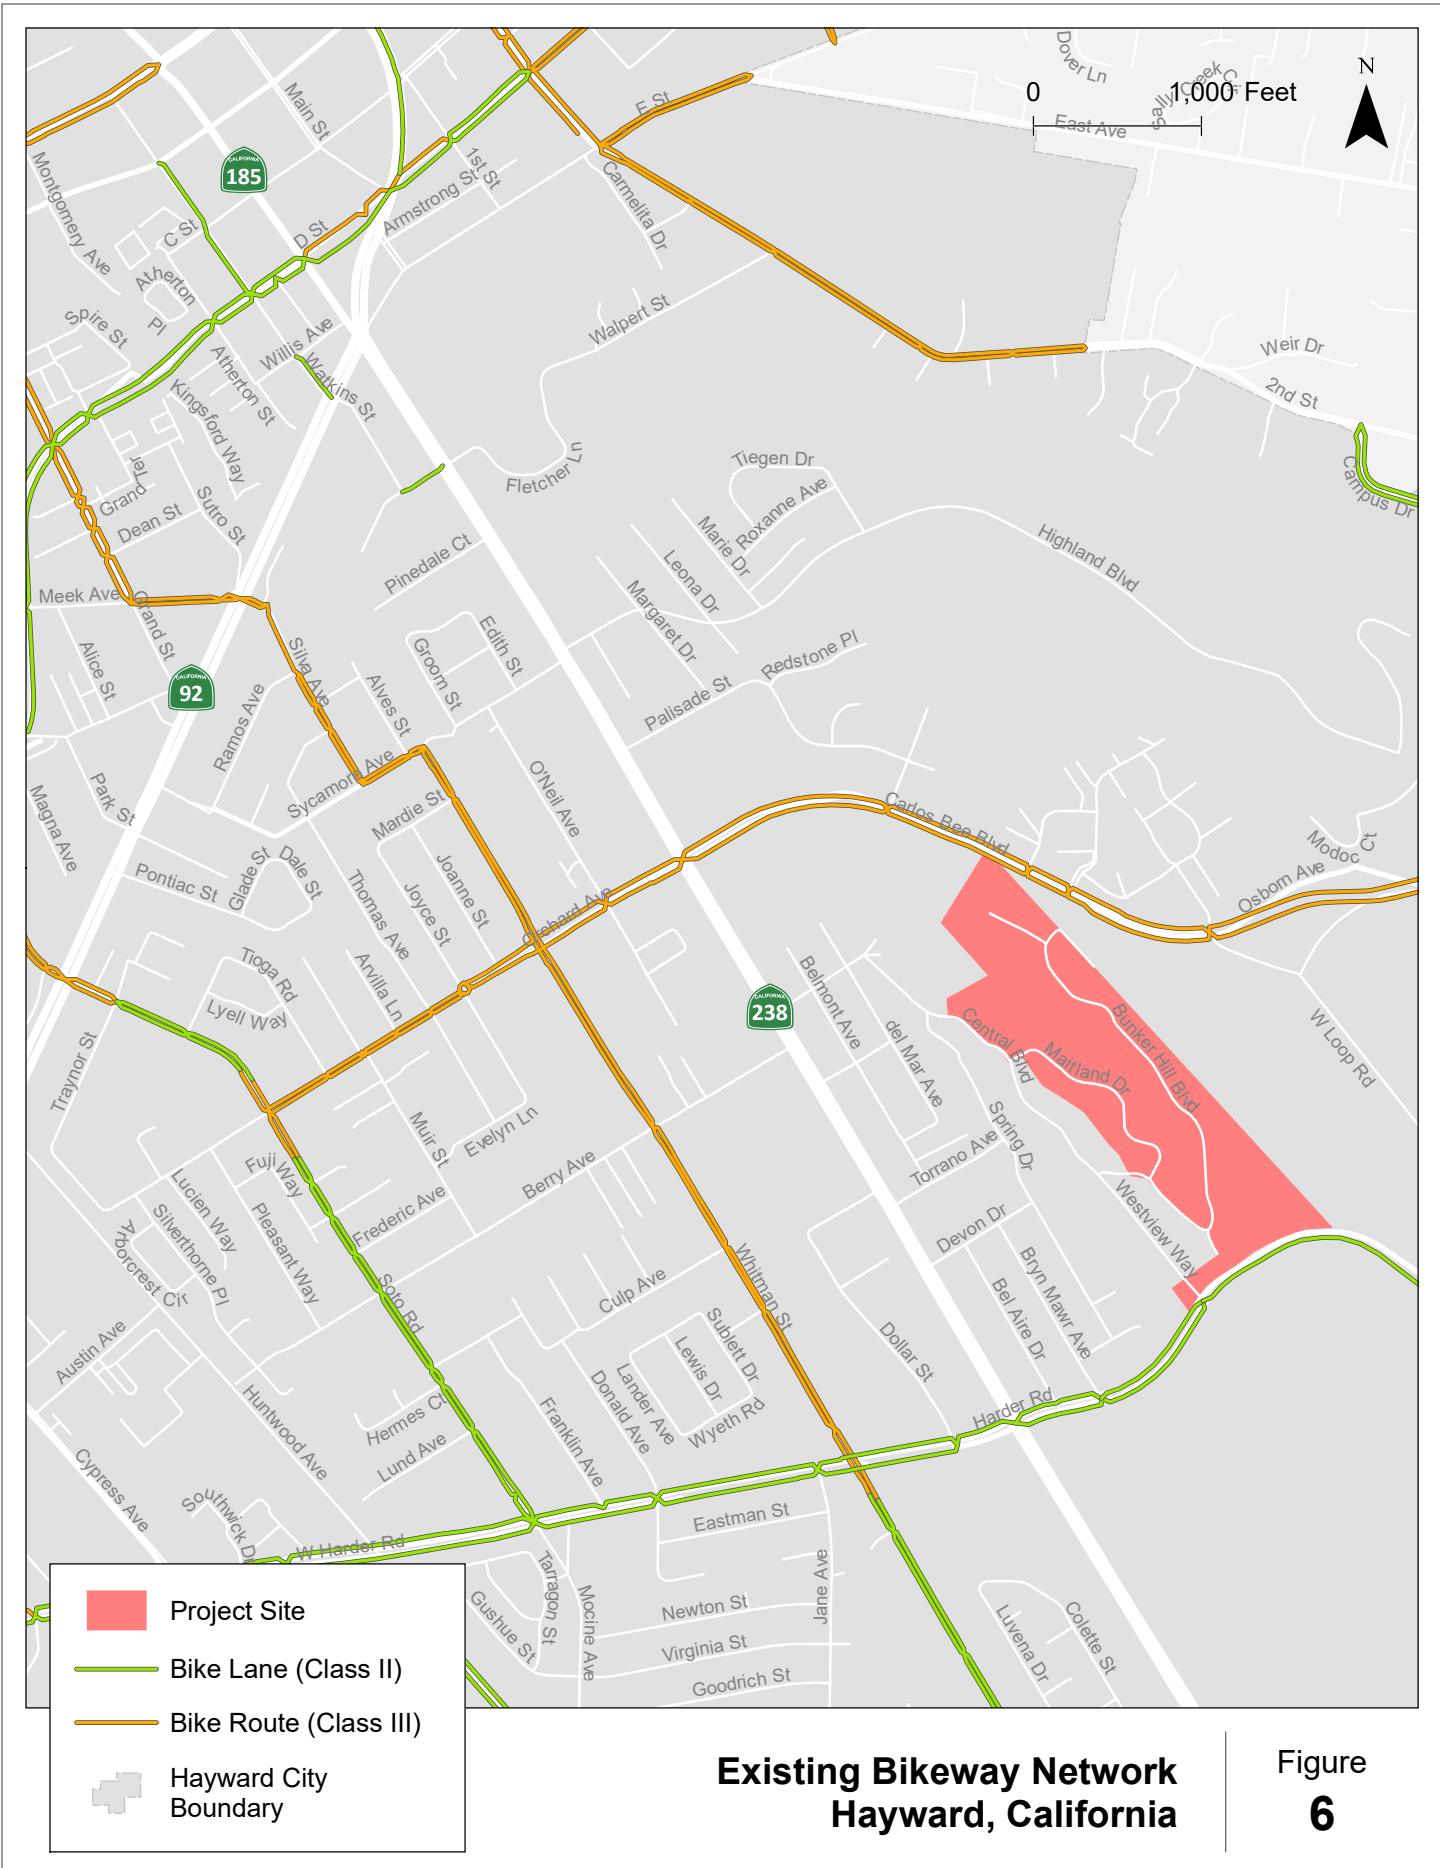 Dover Ln
Sally Creek Cir
N
0
1,000 Feet
East Ave
Main St
E St
CALIFORNIA
185
1st St
Armstrong St
Carmelita Dr
Montgomery Ave
C St
D St
Atherton Pl
Spire St
Willis Ave
Watkins St
Atherton St
Kingsford Way
Walpert St
Weir Dr
2nd St
Campus Dr
Fletcher Ln
Tiegen Dr
Roxanne Ave
Marie Dr
Leona Dr
Margaret Dr
Highland Blvd
Grand Ter
Dean St
Sutro St
Pinedale Ct
Meek Ave
Grand St
Alice St
Silva Ave
Edith St
Groom St
Alves St
Redstone Pl
Palisade St
CALIFORNIA
92
Ramos Ave
Sycamore Ave
Mardie St
O'Neil Ave
Park St
Magna Ave
Carlos Bee Blvd
Modoc Ct
Osborn Ave
Pontiac St
Glade St
Dale St
Thomas Ave
Joyce St
Joanne St
Orchard Ave
Tioga Rd
Lyell Way
Arvilla Ln
CALIFORNIA
238
Belmont Ave
del Mar Ave
Central Blvd
Maitland Dr
Bunker Hill Blvd
W Loop Rd
Traynor St
Muir St
Evelyn Ln
Spring Dr
Torrano Ave
Fuji Way
Berry Ave
Lucien Way
Silverthorne Pl
Arborcrest Cir
Pleasant Way
Frederic Ave
Westview Way
Devon Dr
Bryn Mawr Ave
Bel Aire Dr
Whitman St
Culp Ave
Soto Rd
Sublett Dr
Lewis Dr
Lander Ave
Donald Ave
Wyeth Rd
Dollar St
Austin Ave
Huntwood Ave
Hermes Ct
Lund Ave
Franklin Ave
Harder Rd
Cypress Ave
Southwick Dr
W Harder Rd
Eastman St
Tarragon St
Gushue St
Mocine Ave
Newton St
Virginia St
Goodrich St
Jane Ave
Luvena Dr
Colette St
Project Site
Bike Lane (Class II)
Bike Route (Class III)
Hayward City
Boundary
Existing Bikeway Network
Hayward, California
Figure
6